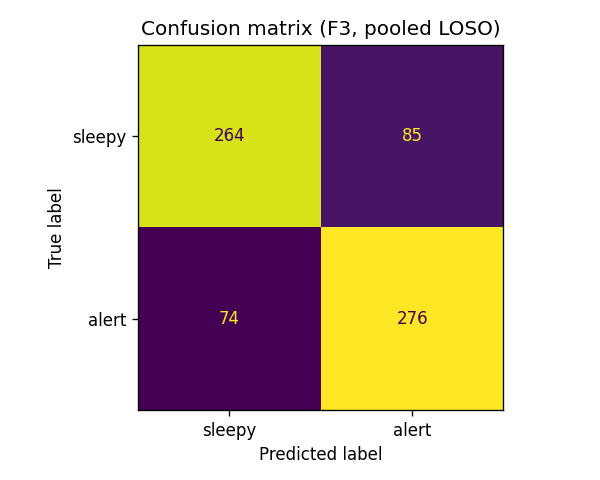 Confusion matrix (F3, pooled LOSO)
True label
sleepy
264
85
alert
74
276
sleepy
alert
Predicted label